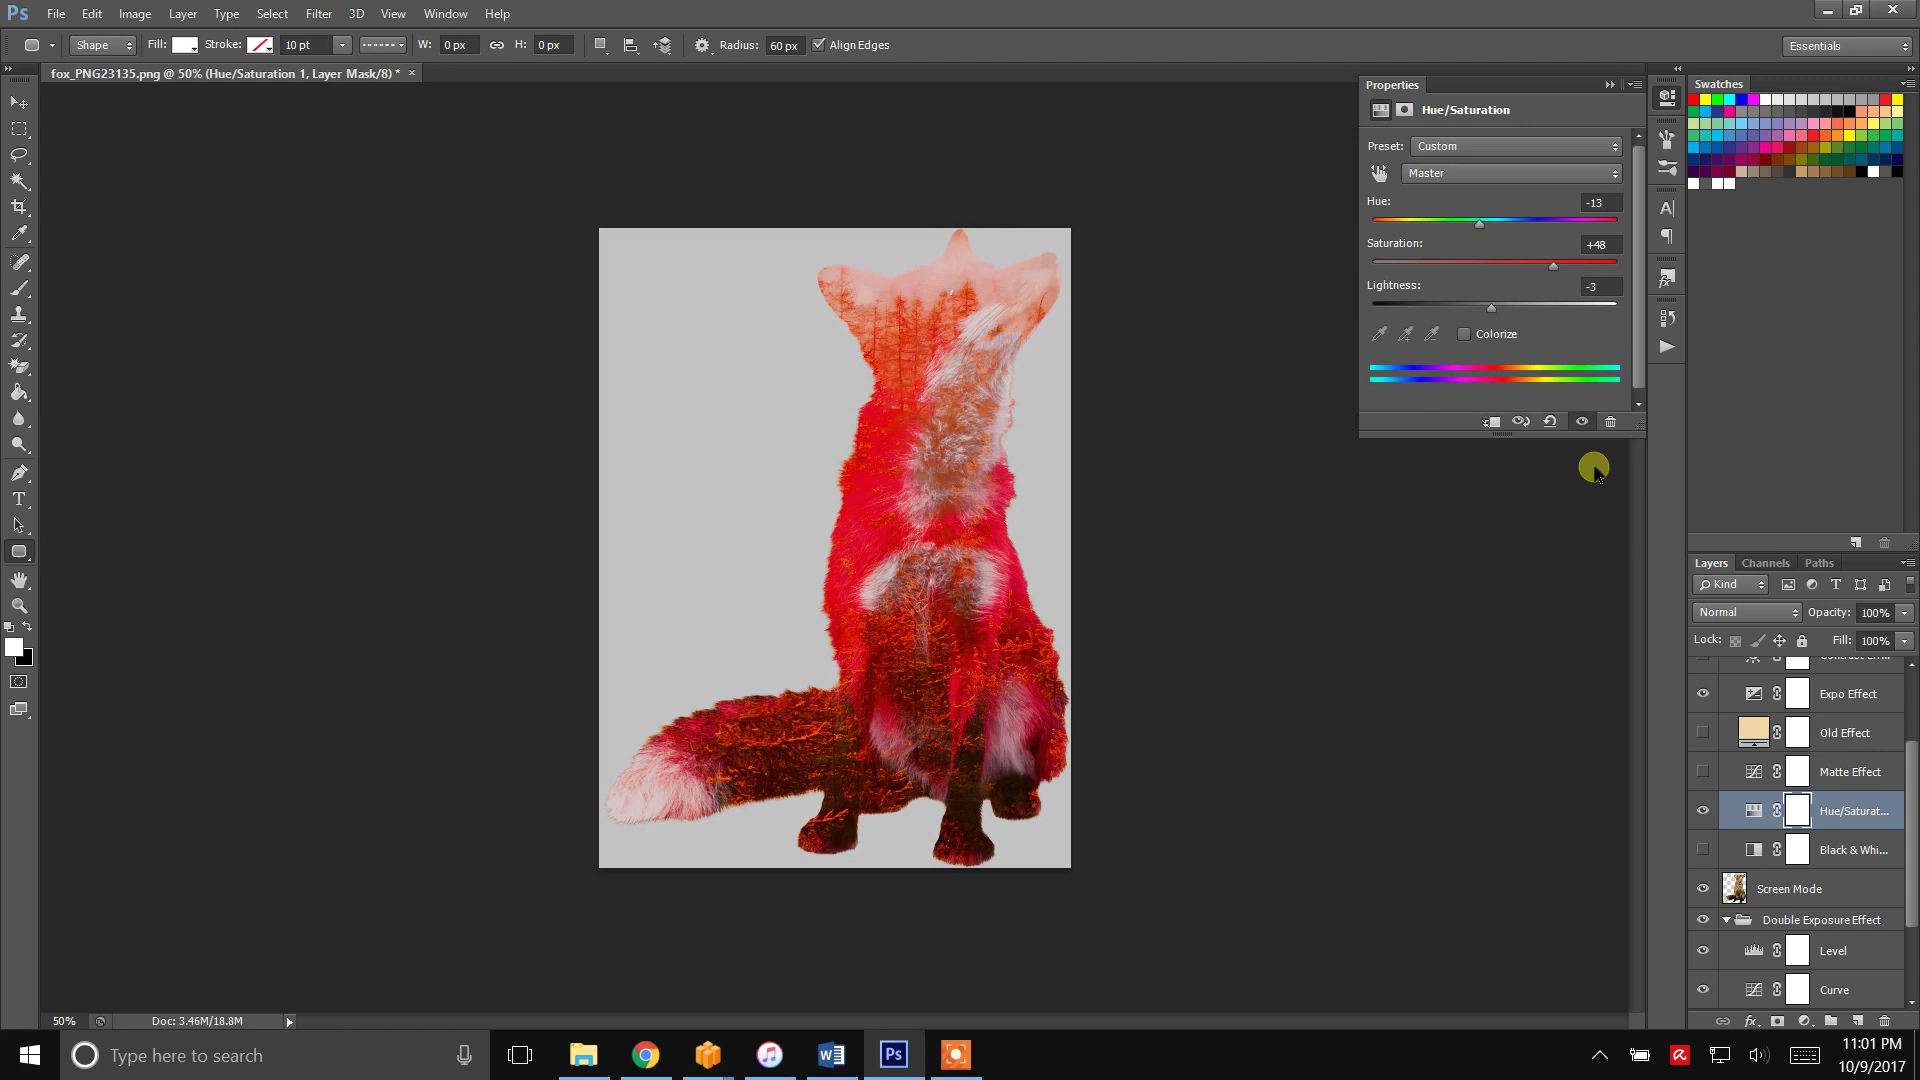 Ps File Edit Image Layer Type Select Filter 3D View Window Help
Shape Fill: Stroke: 10 pt W: 0 px H: 0 px Radius: 60 px Align Edges Essentials
fox_PNG23135.png @ 50% (Hue/Saturation 1, Layer Mask/8) * ×
Properties
Hue/Saturation
Preset: Custom
Master
Hue: -13
Saturation: +48
Lightness: -3
Colorize
Swatches
Layers Channels Paths
Kind
Normal Opacity: 100%
Lock: Fill: 100%
Expo Effect
Old Effect
Matte Effect
Hue/Saturat...
Black & Whi...
Screen Mode
Double Exposure Effect
Level
Curve
50% Doc: 3.46M/18.8M
Type here to search
Ps
11:01 PM
10/9/2017